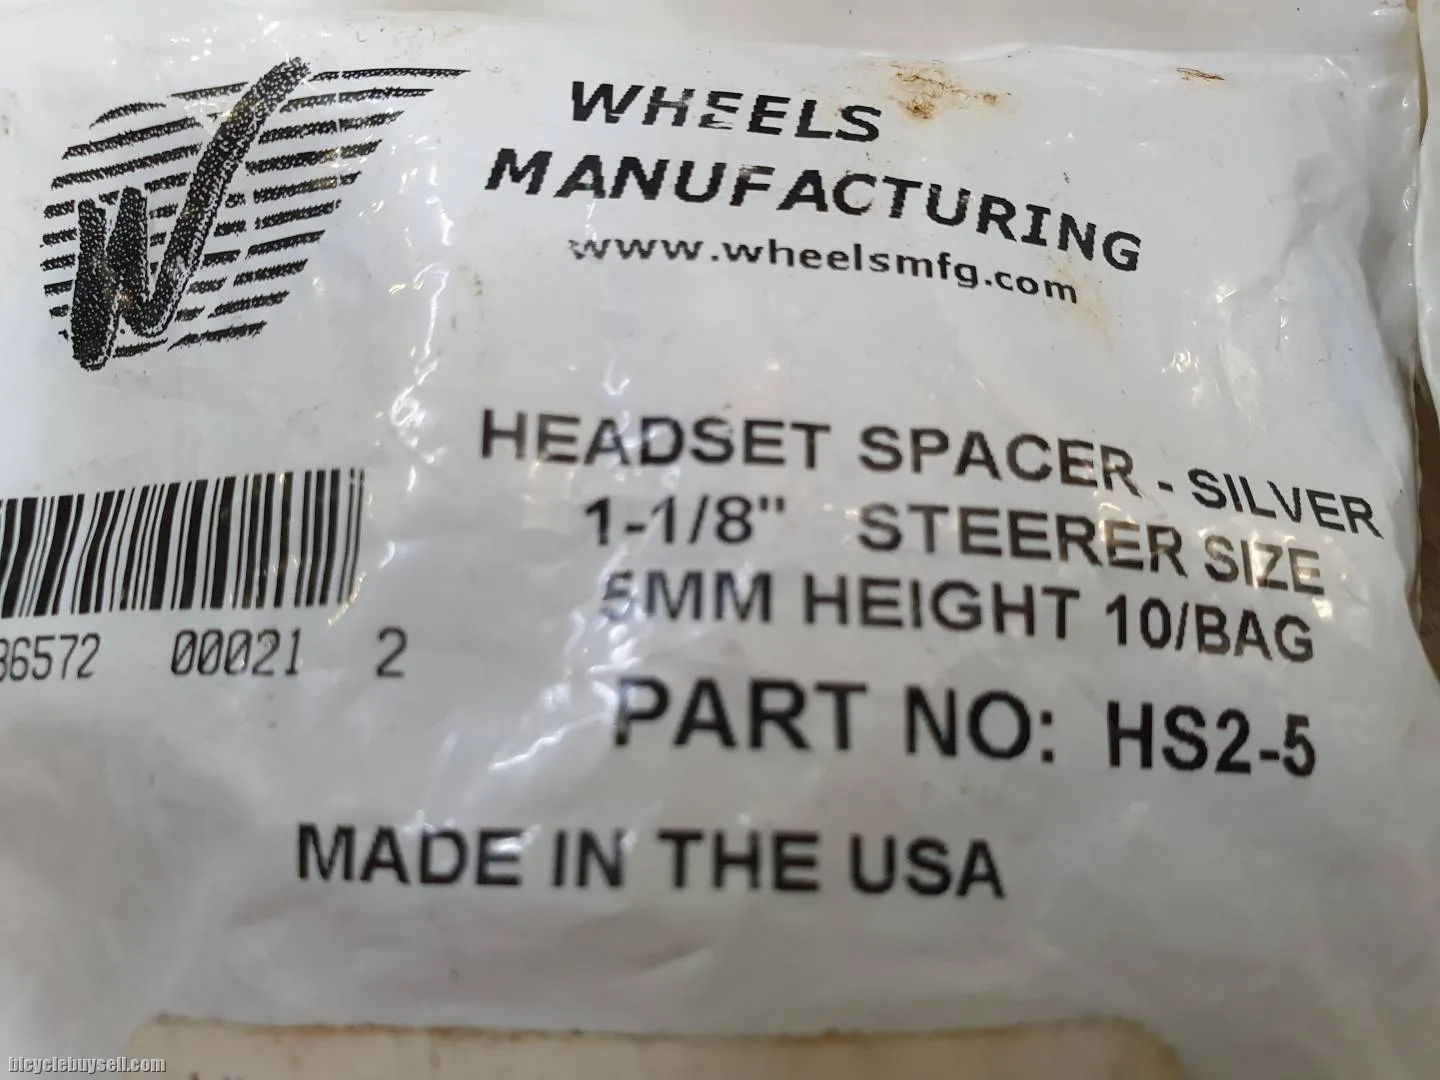 WHEELS
MANUFACTURING
www.wheelsmfg.com
HEADSET SPACER - SILVER
1-1/8" STEERER SIZE
5MM HEIGHT 10/BAG
36572 00021 2
PART NO: HS2-5
MADE IN THE USA
bicyclebuysell.com